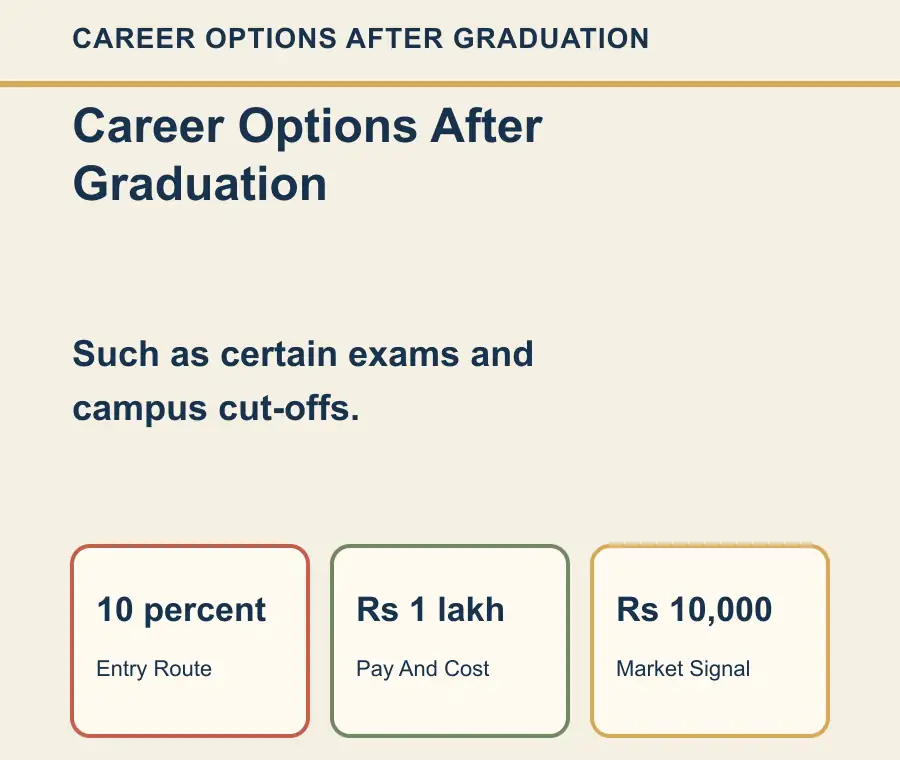 CAREER OPTIONS AFTER GRADUATION
Career Options After
Graduation
Such as certain exams and
campus cut-offs.
10 percent
Entry Route
Rs 1 lakh
Pay And Cost
Rs 10,000
Market Signal